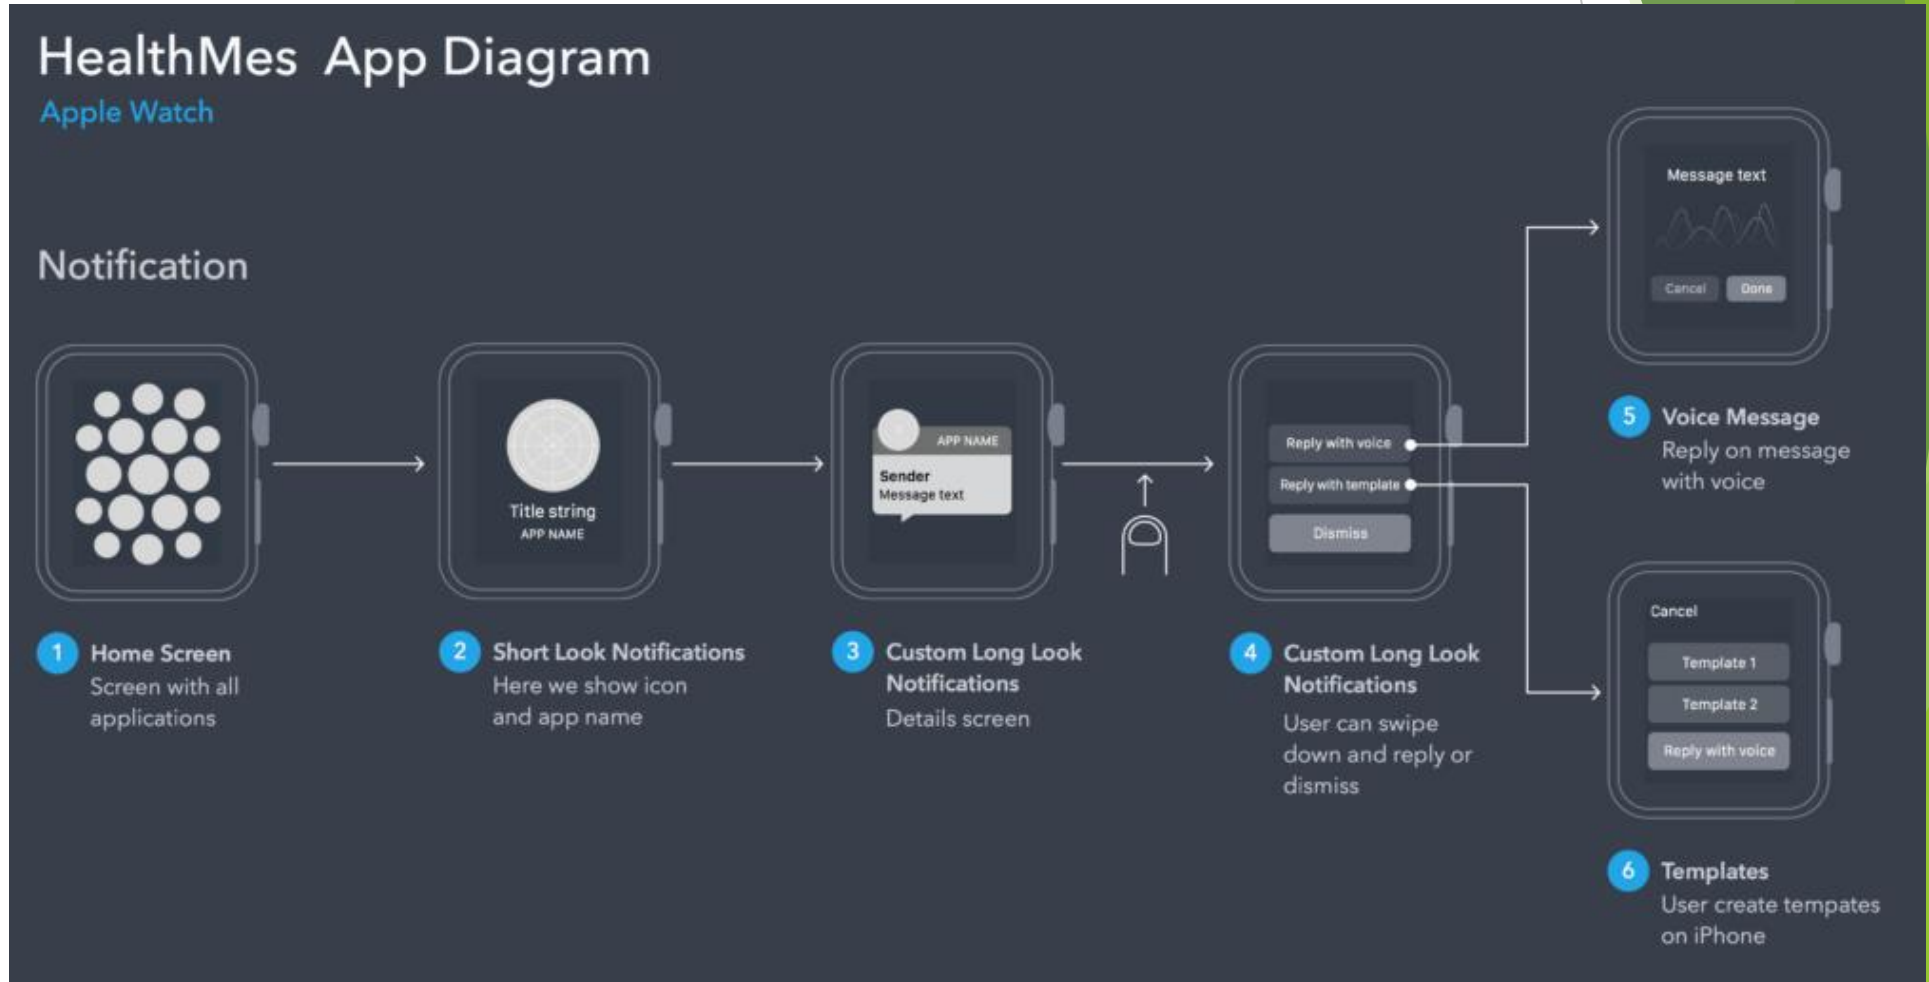 HealthMes App Diagram
Apple Watch
Notification
Title string
APP NAME
APP NAME
Sender
Message text
Reply with voice
Reply with template
Dismiss
Message text
Cancel
Done
Cancel
Template 1
Template 2
Reply with voice
1
Home Screen
Screen with all
applications
2
Short Look Notifications
Here we show icon
and app name
3
Custom Long Look
Notifications
Details screen
4
Custom Long Look
Notifications
User can swipe
down and reply or
dismiss
5
Voice Message
Reply on message
with voice
6
Templates
User create tempates
on iPhone